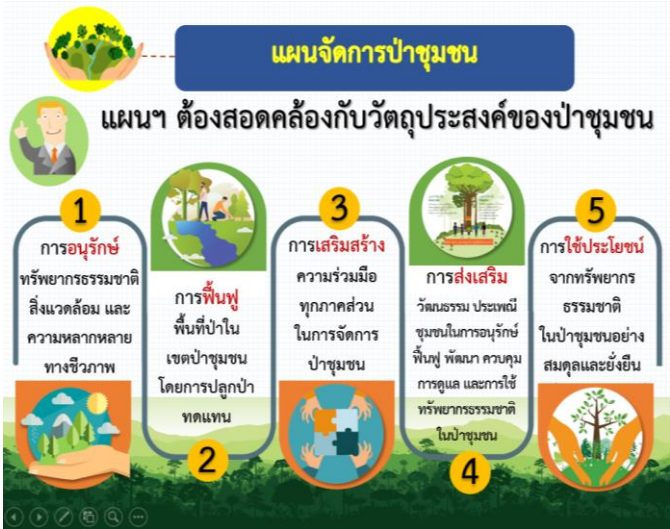 แผนจัดการป่าชุมชน
แผนฯ ต้องสอดคล้องกับวัตถุประสงค์ของป่าชุมชน
1
การอนุรักษ์
ทรัพยากรธรรมชาติ
สิ่งแวดล้อม และ
ความหลากหลาย
ทางชีวภาพ
การฟื้นฟู
พื้นที่ป่าใน
เขตป่าชุมชน
โดยการปลูกป่า
ทดแทน
2
3
การเสริมสร้าง
ความร่วมมือ
ทุกภาคส่วน
ในการจัดการ
ป่าชุมชน
การส่งเสริม
วัฒนธรรม ประเพณี
ชุมชนในการอนุรักษ์
ฟื้นฟู พัฒนา ควบคุม
การดูแล และการใช้
ทรัพยากรธรรมชาติ
ในป่าชุมชน
4
5
การใช้ประโยชน์
จากทรัพยากร
ธรรมชาติ
ในป่าชุมชนอย่าง
สมดุลและยั่งยืน